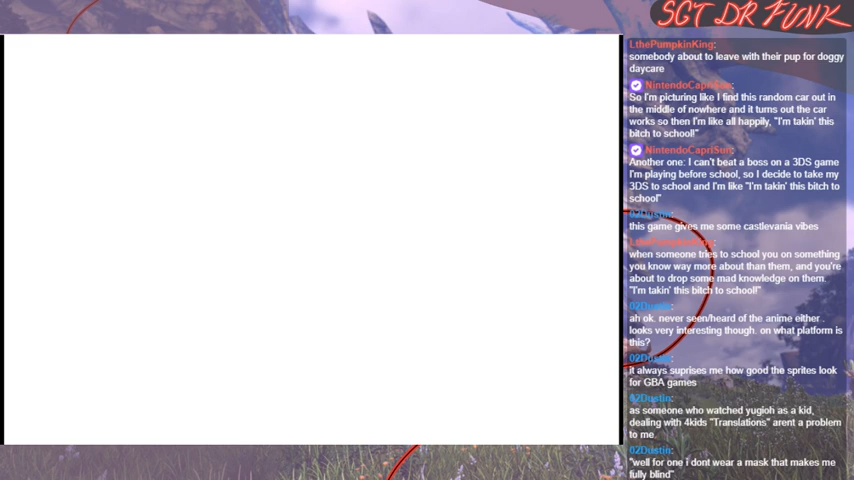 SGT DR FUNK
LthePumpkinKing:
somebody about to leave with their pup for doggy
daycare
NintendoCapriSun:
So I'm picturing like I find this random car out in
the middle of nowhere and it turns out the car
works so then I'm like all happily, "I'm takin' this
bitch to school!"
NintendoCapriSun:
Another one: I can't beat a boss on a 3DS game
I'm playing before school, so I decide to take my
3DS to school and I'm like "I'm takin' this bitch to
school"
02Dustin:
this game gives me some castlevania vibes
LthePumpkinKing:
when someone tries to school you on something
you know way more about than them, and you're
about to drop some mad knowledge on them.
"I'm takin' this bitch to school!"
02Dustin:
ah ok. never seen/heard of the anime either .
looks very interesting though. on what platform is
this?
02Dustin:
it always suprises me how good the sprites look
for GBA games
02Dustin:
as someone who watched yugioh as a kid,
dealing with 4kids "Translations" arent a problem
to me.
02Dustin:
"well for one i dont wear a mask that makes me
fully blind"